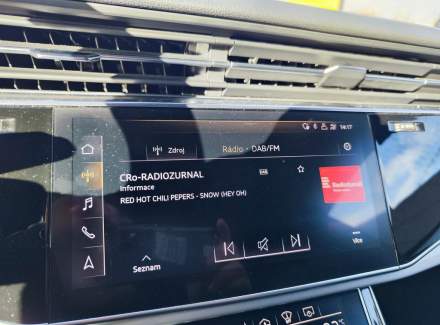 14:17
Zdroj
Rádio · DAB/FM
CRo-RADIOZURNAL
DAB
Informace
Radiožurnál
RED HOT CHILI PEPERS - SNOW (HEY OH)
Více
Seznam